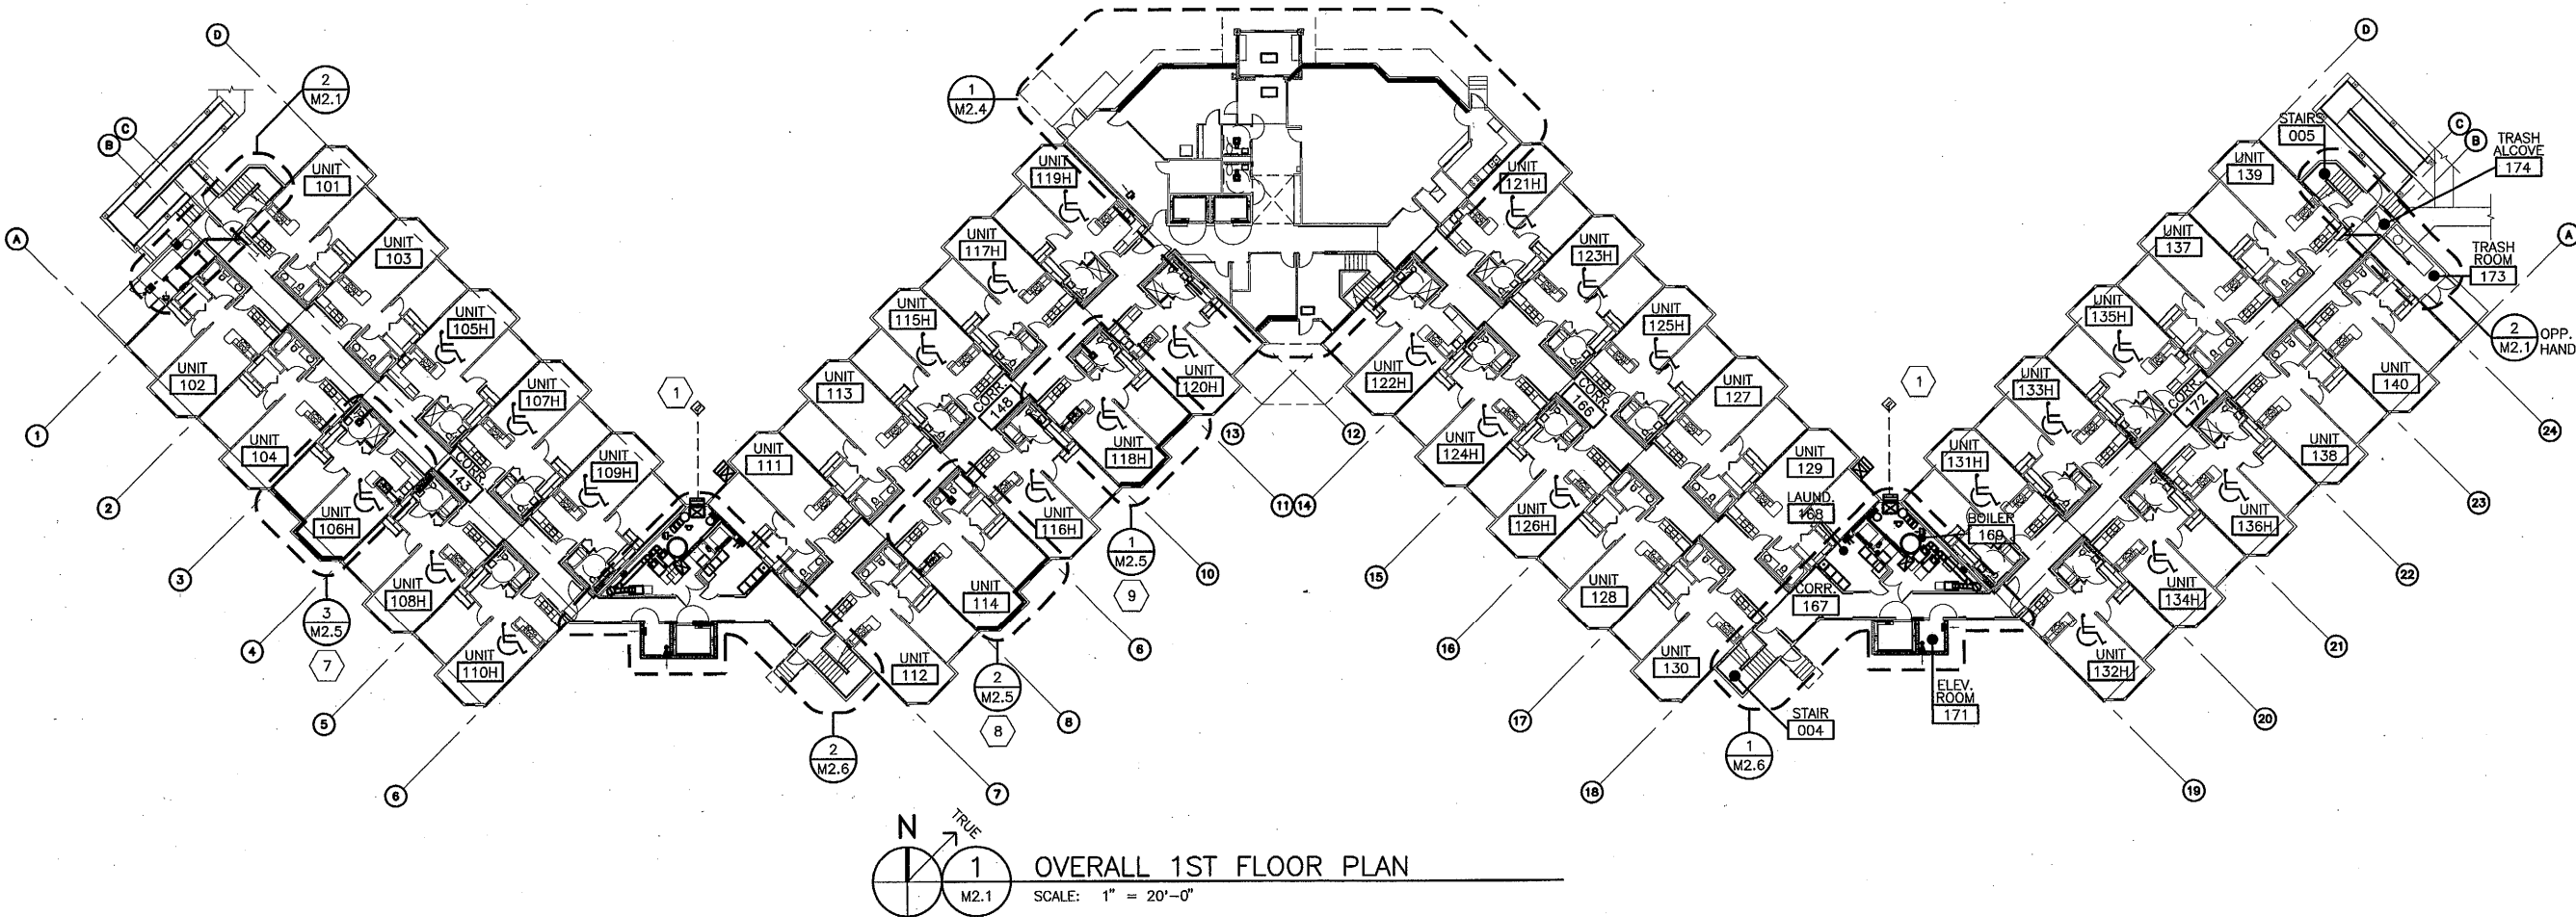 D
2
M2.1
C
B
A
UNIT
101
UNIT
103
UNIT
105H
UNIT
107H
UNIT
109H
UNIT
102
UNIT
104
UNIT
106H
UNIT
108H
UNIT
110H
CORR.
143
1
2
3
4
5
6
3
M2.5
7
1
UNIT
111
UNIT
113
UNIT
115H
UNIT
117H
UNIT
119H
CORR.
148
UNIT
112
UNIT
114
UNIT
116H
UNIT
118H
UNIT
120H
1
M2.4
2
M2.6
2
M2.5
8
1
M2.5
9
7
8
6
10
11
14
13
12
UNIT
121H
UNIT
123H
UNIT
125H
UNIT
127
UNIT
129
CORR.
166
UNIT
122H
UNIT
124H
UNIT
126H
UNIT
128
UNIT
130
15
16
17
18
LAUND.
168
BOILER
169
CORR.
167
1
STAIR
004
ELEV.
ROOM
171
1
M2.6
UNIT
131H
UNIT
133H
UNIT
135H
UNIT
137
UNIT
139
CORR.
172
UNIT
132H
UNIT
134H
UNIT
136H
UNIT
138
UNIT
140
STAIRS
005
D
C
B
A
TRASH
ALCOVE
174
TRASH
ROOM
173
2
M2.1
OPP.
HAND
24
23
22
21
20
19
N
TRUE
1
M2.1
OVERALL 1ST FLOOR PLAN
SCALE: 1" = 20'-0"